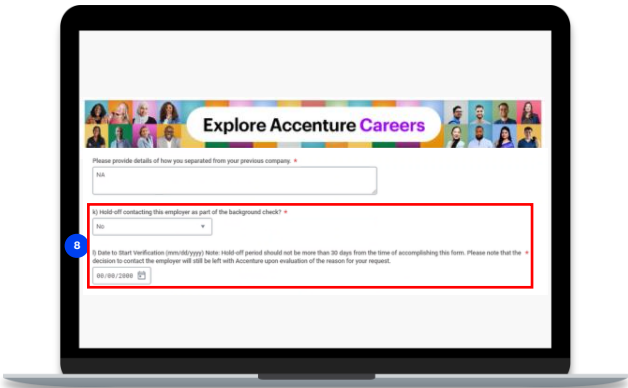 Explore Accenture Careers
Please provide details of how you separated from your previous company. *
NA
k) Hold-off contacting this employer as part of the background check? *
No
8
l) Date to Start Verification (mm/dd/yyyy) Note: Hold-off period should not be more than 30 days from the time of accomplishing this form. Please note that the *
decision to contact the employer will still be left with Accenture upon evaluation of the reason for your request.
00/00/2000